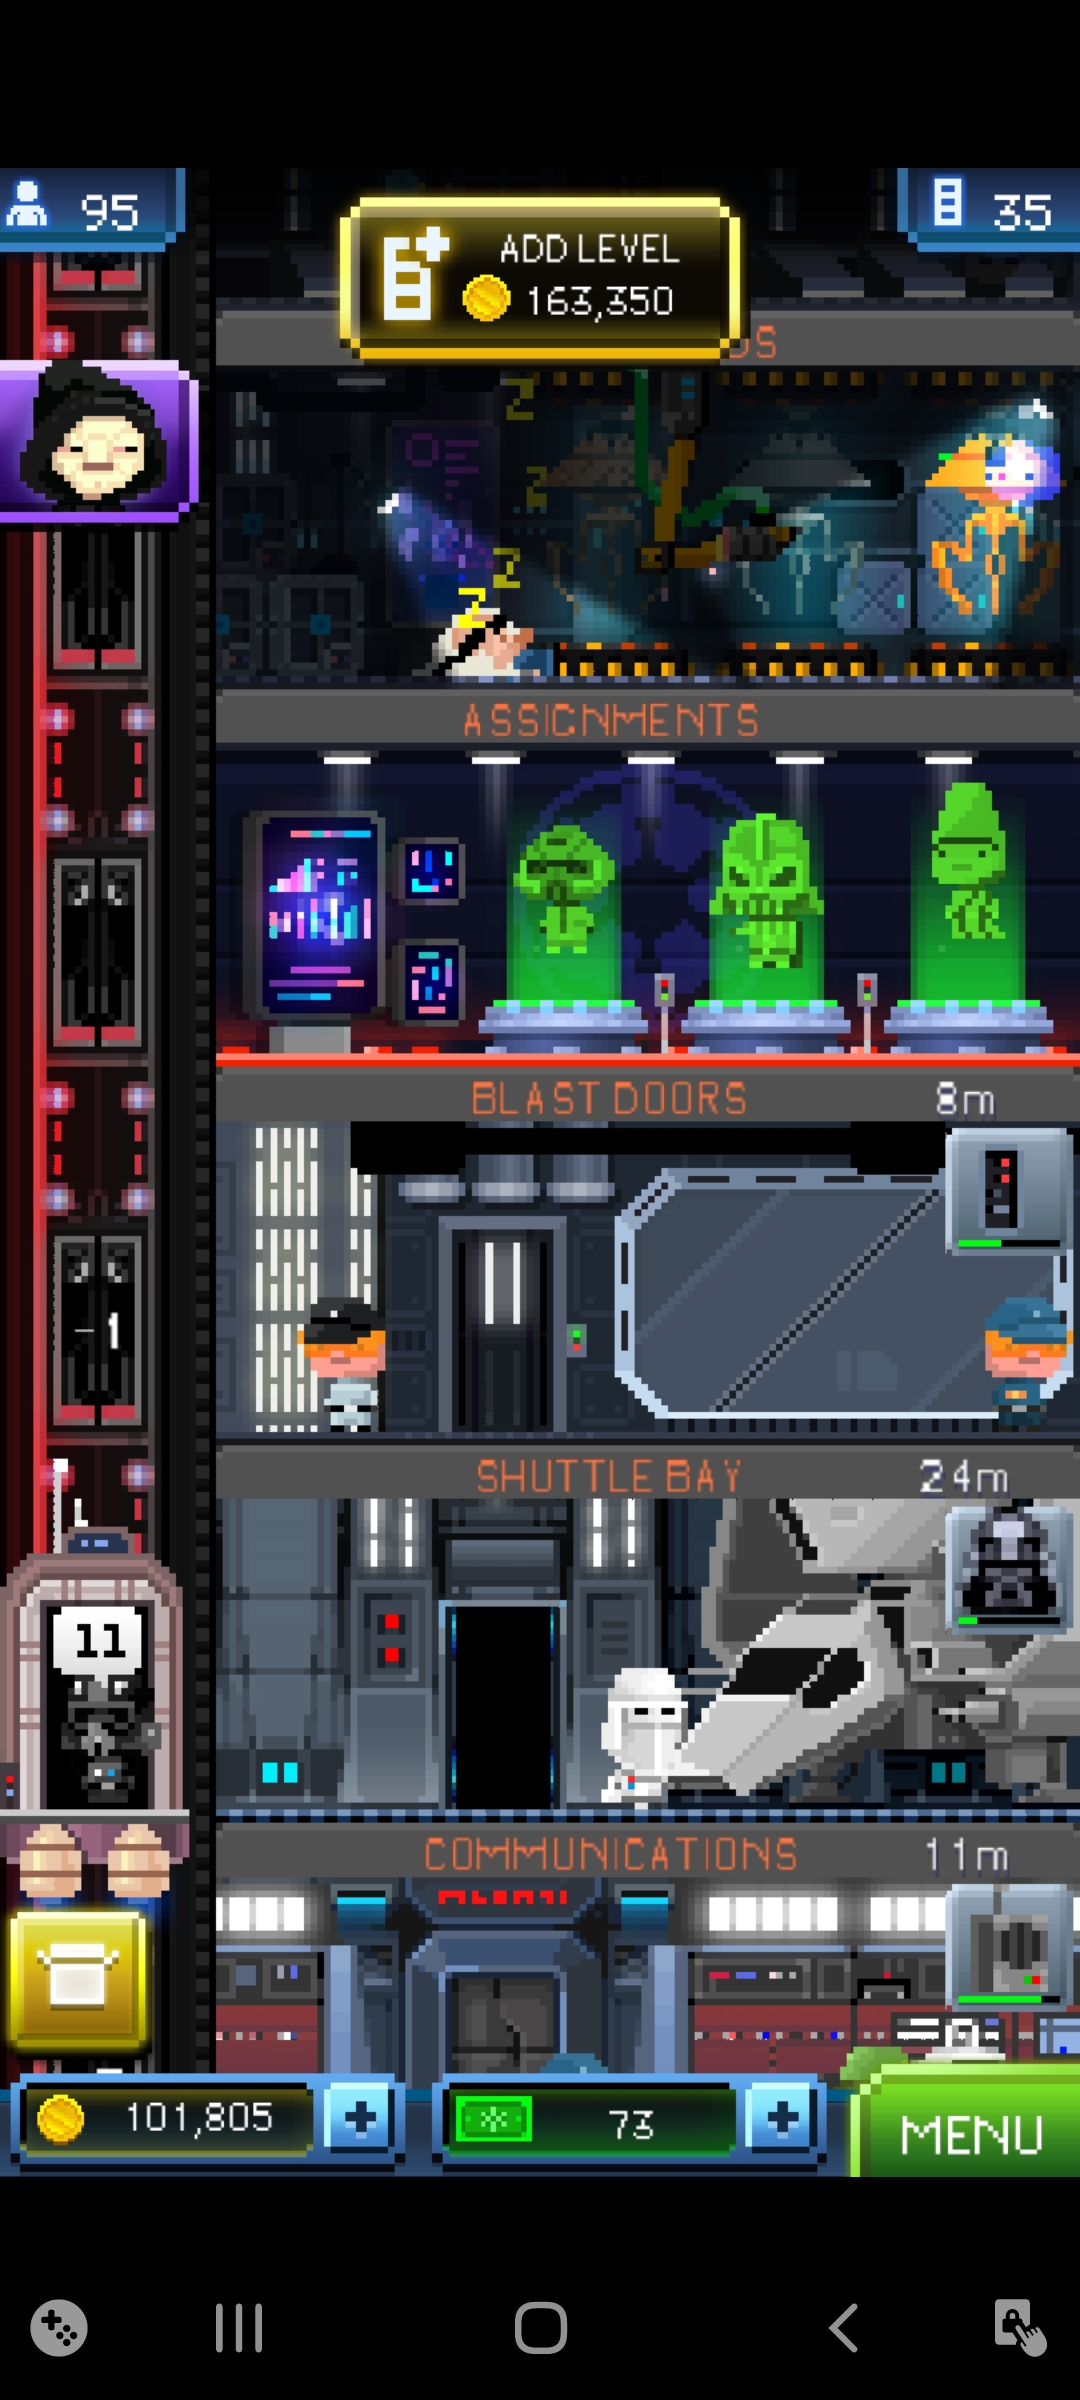 95
35
ADD LEVEL
163,350
ASSIGNMENTS
BLAST DOORS 8m
-1
SHUTTLE BAY 24m
11
COMMUNICATIONS 11m
101,805 +
73 +
MENU